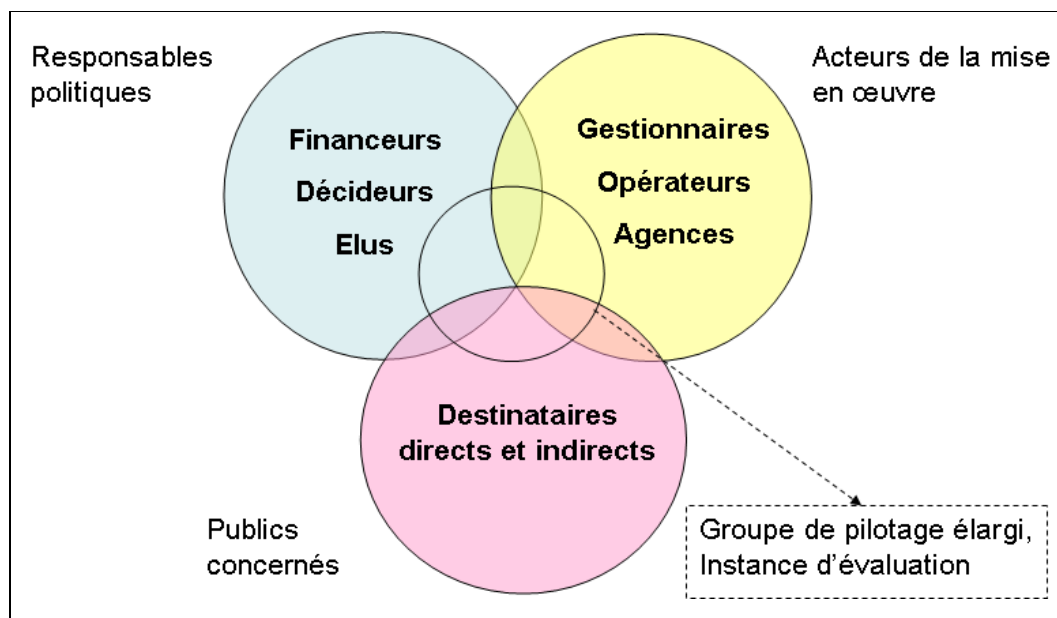 Responsables
politiques
Acteurs de la mise
en œuvre
Financeurs
Décideurs
Elus
Gestionnaires
Opérateurs
Agences
Destinataires
directs et indirects
Publics
concernés
Groupe de pilotage élargi,
Instance d'évaluation